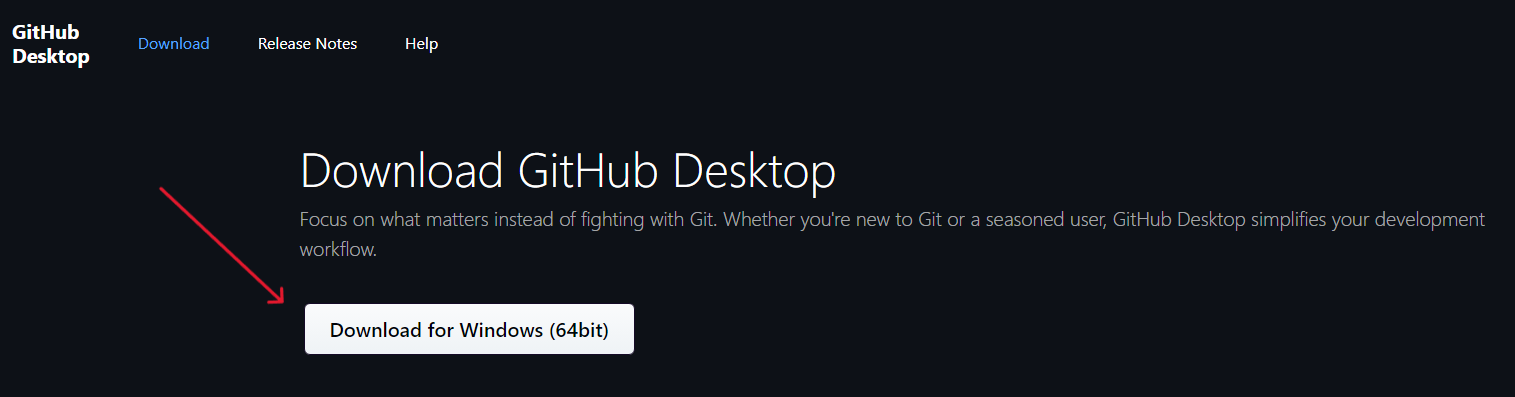 GitHub
Desktop
Download
Release Notes
Help
Download GitHub Desktop
Focus on what matters instead of fighting with Git. Whether you're new to Git or a seasoned user, GitHub Desktop simplifies your development
workflow.
Download for Windows (64bit)